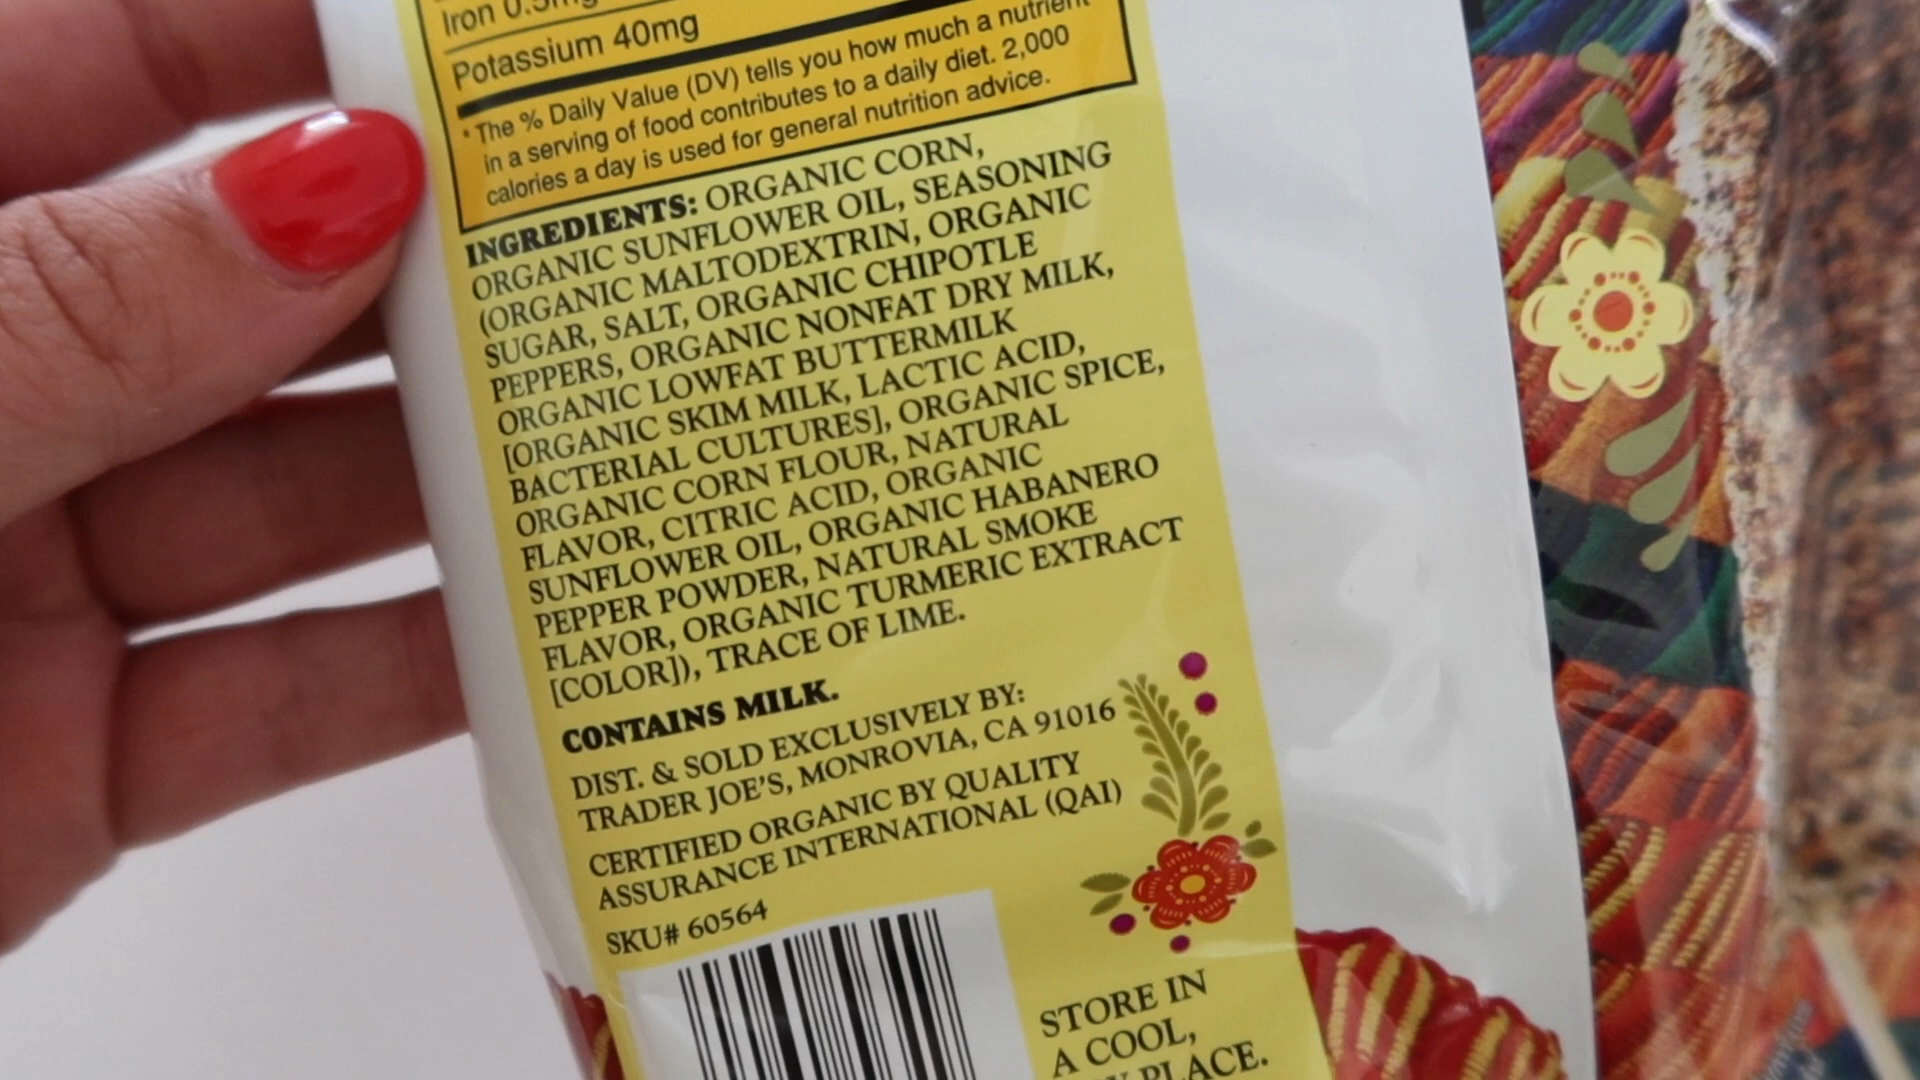 Iron 0.5mg
Potassium 40mg
* The % Daily Value (DV) tells you how much a nutrient
in a serving of food contributes to a daily diet. 2,000
calories a day is used for general nutrition advice.
INGREDIENTS: ORGANIC CORN,
ORGANIC SUNFLOWER OIL, SEASONING
(ORGANIC MALTODEXTRIN, ORGANIC
SUGAR, SALT, ORGANIC CHIPOTLE
PEPPERS, ORGANIC NONFAT DRY MILK,
ORGANIC LOWFAT BUTTERMILK
[ORGANIC SKIM MILK, LACTIC ACID,
BACTERIAL CULTURES], ORGANIC SPICE,
ORGANIC CORN FLOUR, NATURAL
FLAVOR, CITRIC ACID, ORGANIC
SUNFLOWER OIL, ORGANIC HABANERO
PEPPER POWDER, NATURAL SMOKE
FLAVOR, ORGANIC TURMERIC EXTRACT
[COLOR]), TRACE OF LIME.
CONTAINS MILK.
DIST. & SOLD EXCLUSIVELY BY:
TRADER JOE'S, MONROVIA, CA 91016
CERTIFIED ORGANIC BY QUALITY
ASSURANCE INTERNATIONAL (QAI)
SKU# 60564
STORE IN
A COOL,
PLACE.